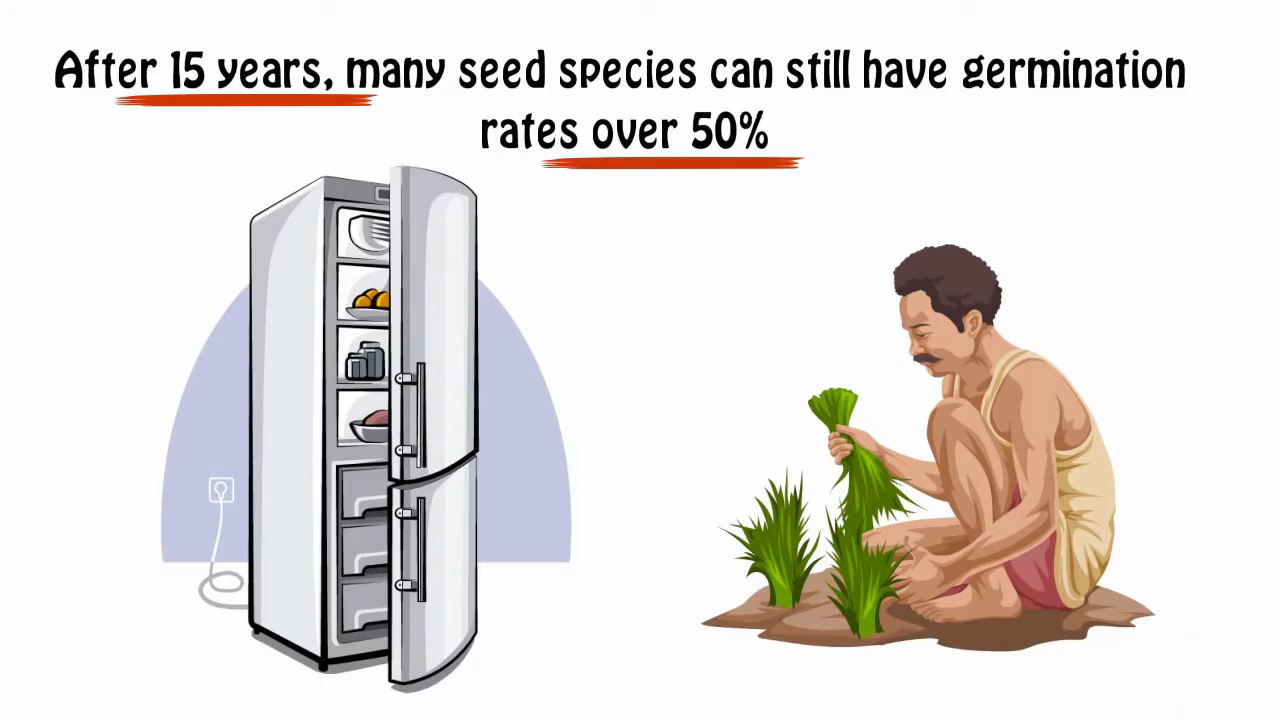 After 15 years, many seed species can still have germination
rates over 50%